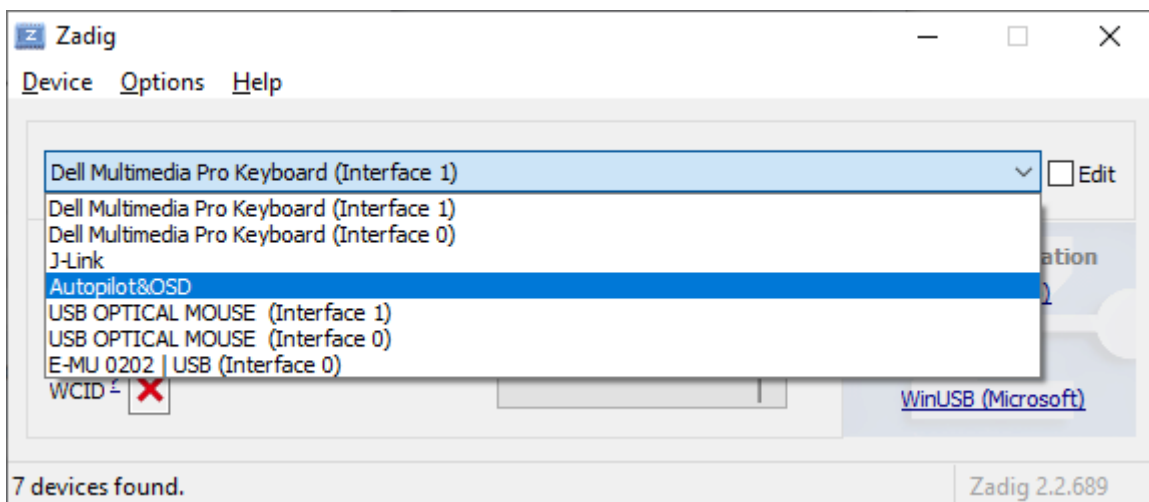 Zadig
Device Options Help
Dell Multimedia Pro Keyboard (Interface 1)
Edit
Dell Multimedia Pro Keyboard (Interface 1)
Dell Multimedia Pro Keyboard (Interface 0)
J-Link
Autopilot&OSD
USB OPTICAL MOUSE (Interface 1)
USB OPTICAL MOUSE (Interface 0)
E-MU 0202 | USB (Interface 0)
WCID ?
WinUSB (Microsoft)
7 devices found.
Zadig 2.2.689